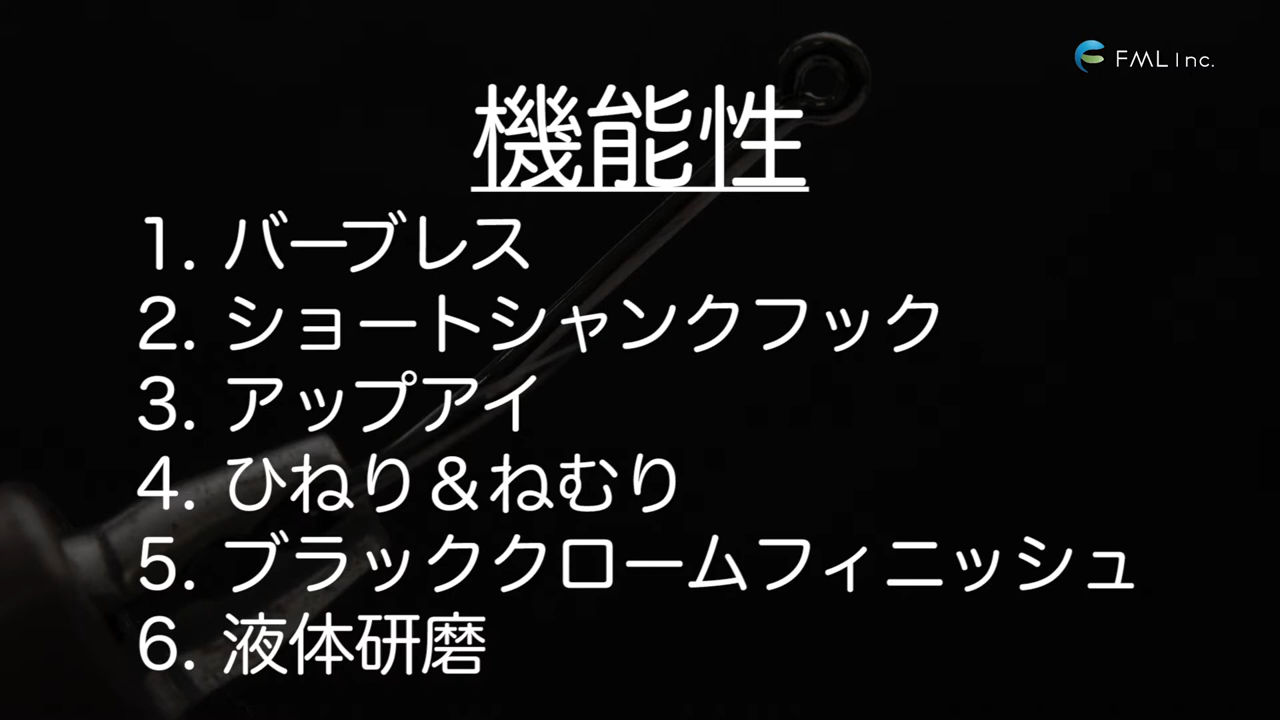 FML Inc.
機能性
1. バーブレス
2. ショートシャンクフック
3. アップアイ
4. ひねり＆ねむり
5. ブラッククロームフィニッシュ
6. 液体研磨